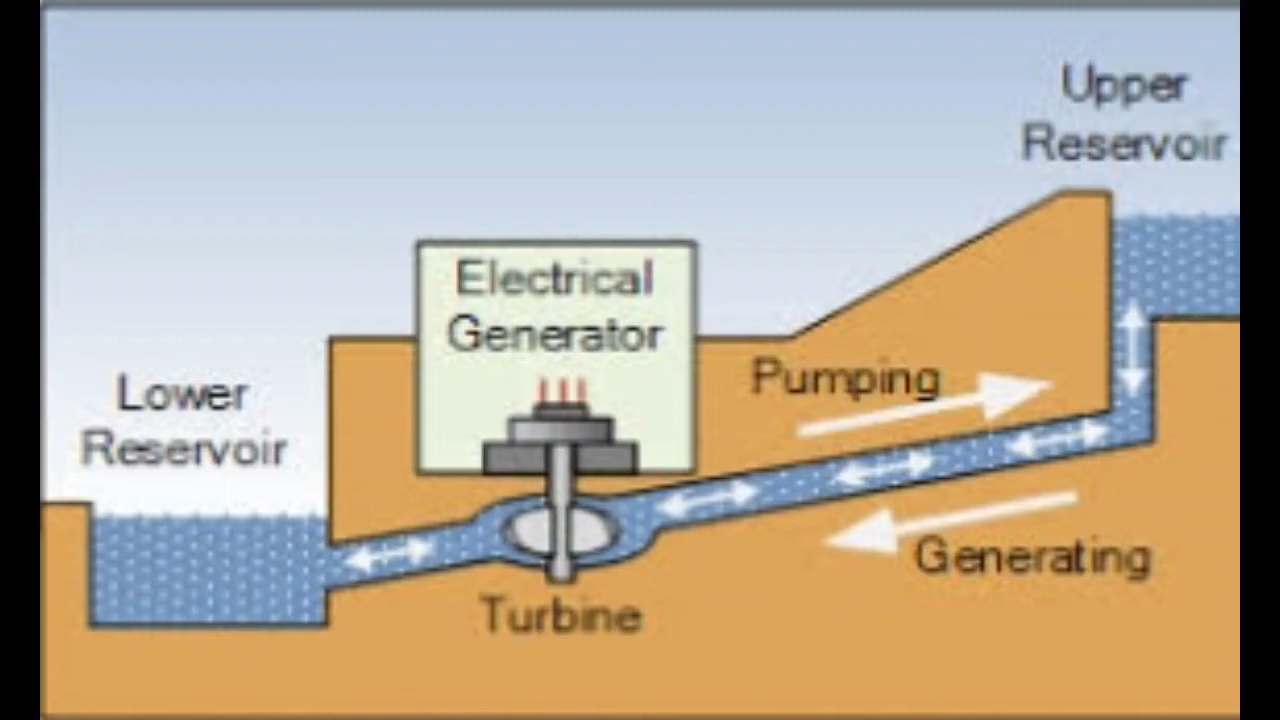 Upper
Reservoir
Electrical
Generator
Pumping
Lower
Reservoir
Generating
Turbine